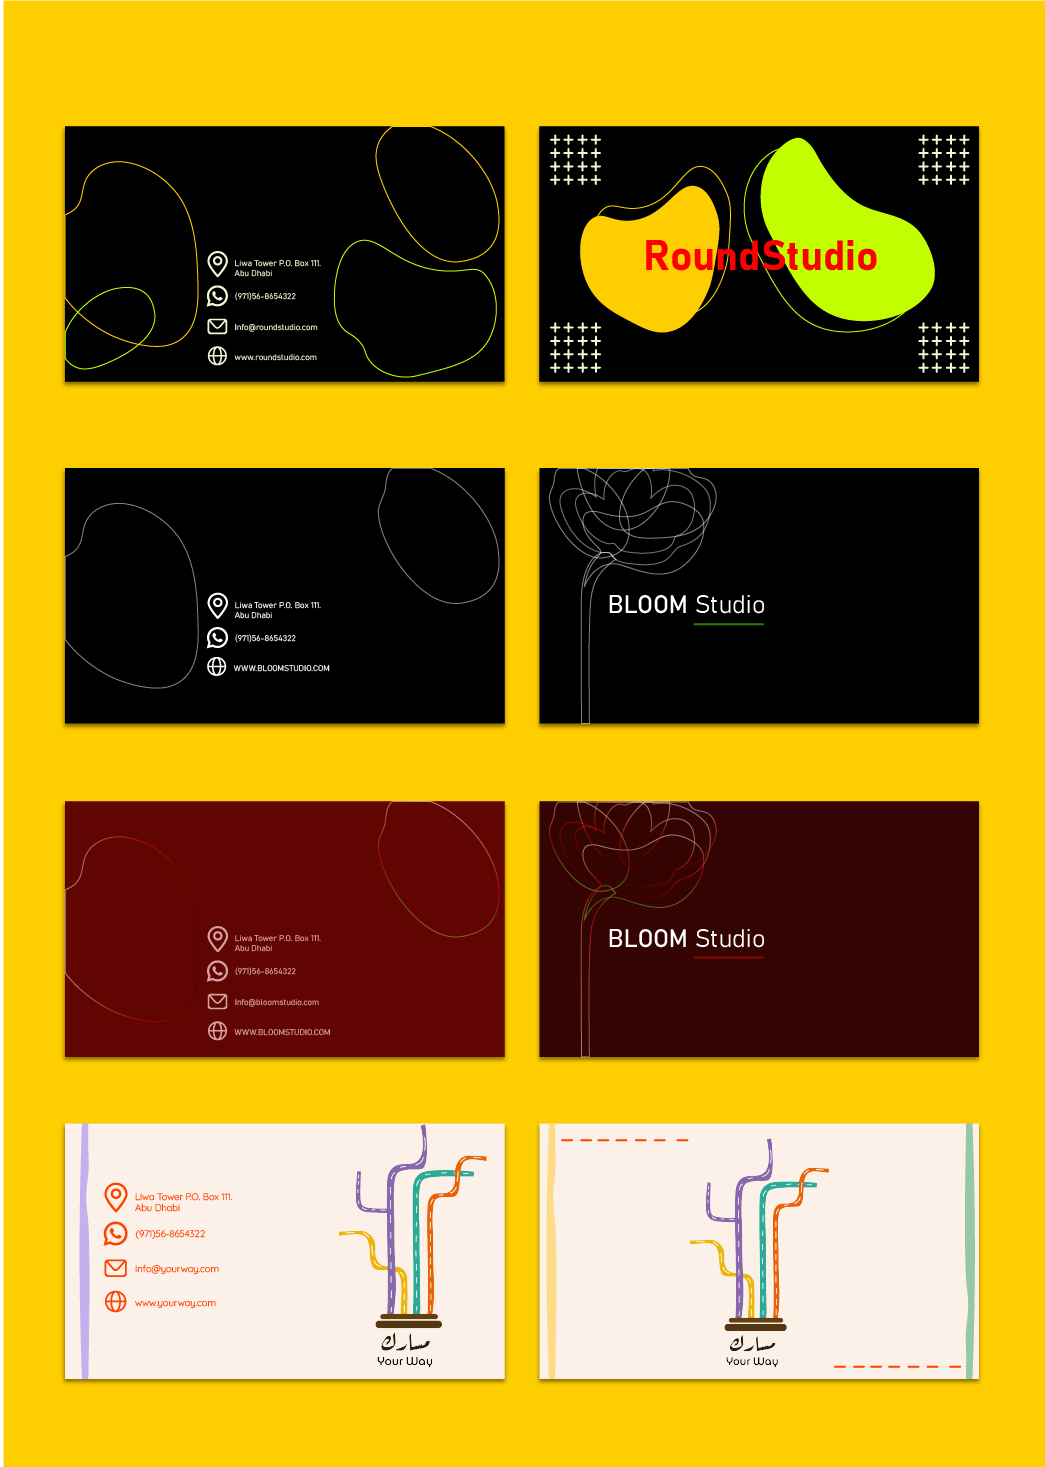 Liwa Tower P.O. Box 111.
Abu Dhabi
(971)56-8654322
Info@roundstudio.com
www.roundstudio.com
RoundStudio
Liwa Tower P.O. Box 111.
Abu Dhabi
(971)56-8654322
WWW.BLOOMSTUDIO.COM
BLOOM Studio
Liwa Tower P.O. Box 111.
Abu Dhabi
(971)56-8654322
Info@bloomstudio.com
WWW.BLOOMSTUDIO.COM
BLOOM Studio
Liwa Tower P.O. Box 111.
Abu Dhabi
(971)56-8654322
Info@yourway.com
www.yourway.com
مسارك
Your Way
مسارك
Your Way